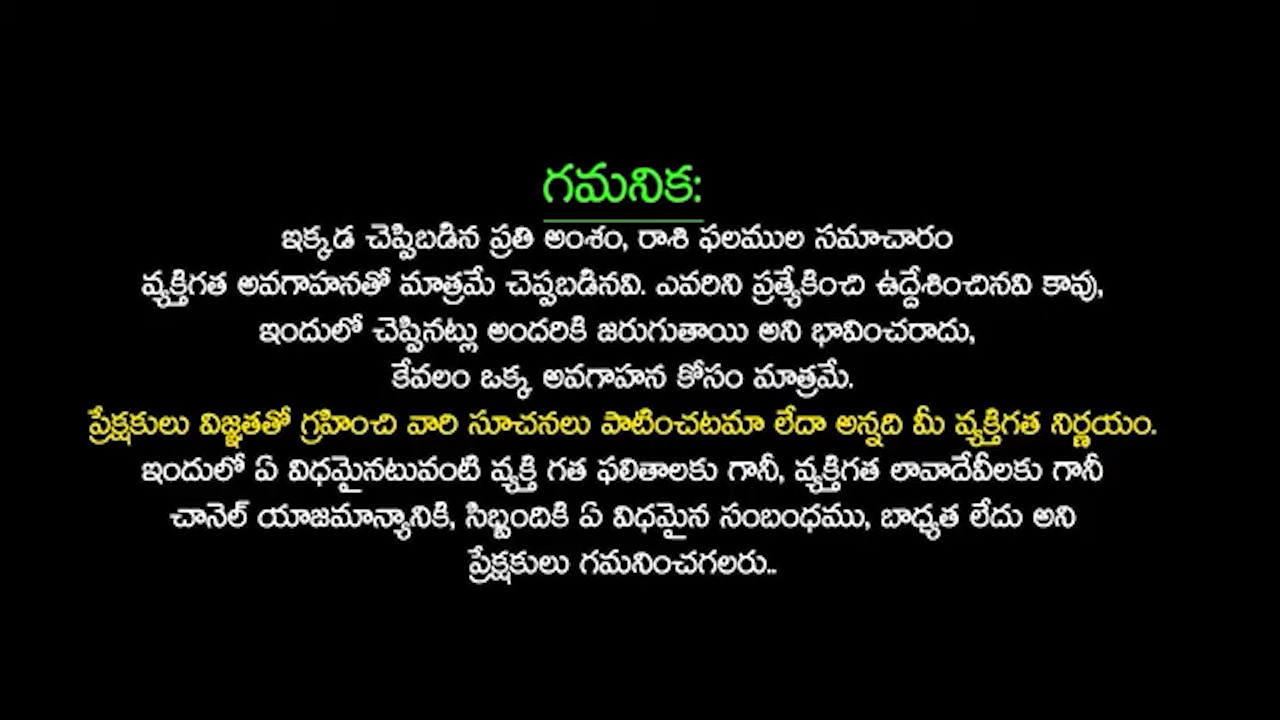 గమనిక:
ఇక్కడ చెప్పిబడిన ప్రతి అంశం, రాశి ఫలముల సమాచారం
వ్యక్తిగత అవగాహనతో మాత్రమే చెప్పబడినవి. ఎవరిని ప్రత్యేకించి ఉద్దేశించినవి కావు,
ఇందులో చెప్పినట్లు అందరికి జరుగుతాయి అని భావించరాదు,
కేవలం ఒక్క అవగాహన కోసం మాత్రమే.
ప్రేక్షకులు విజ్ఞతతో గ్రహించి వారి సూచనలు పాటించటమా లేదా అన్నది మీ వ్యక్తిగత నిర్ణయం.
ఇందులో ఏ విధమైనటువంటి వ్యక్తి గత ఫలితాలకు గానీ, వ్యక్తిగత లావాదేవీలకు గానీ
చానెల్ యాజమాన్యానికి, సిబ్బందికి ఏ విధమైన సంబంధము, బాధ్యత లేదు అని
ప్రేక్షకులు గమనించగలరు..